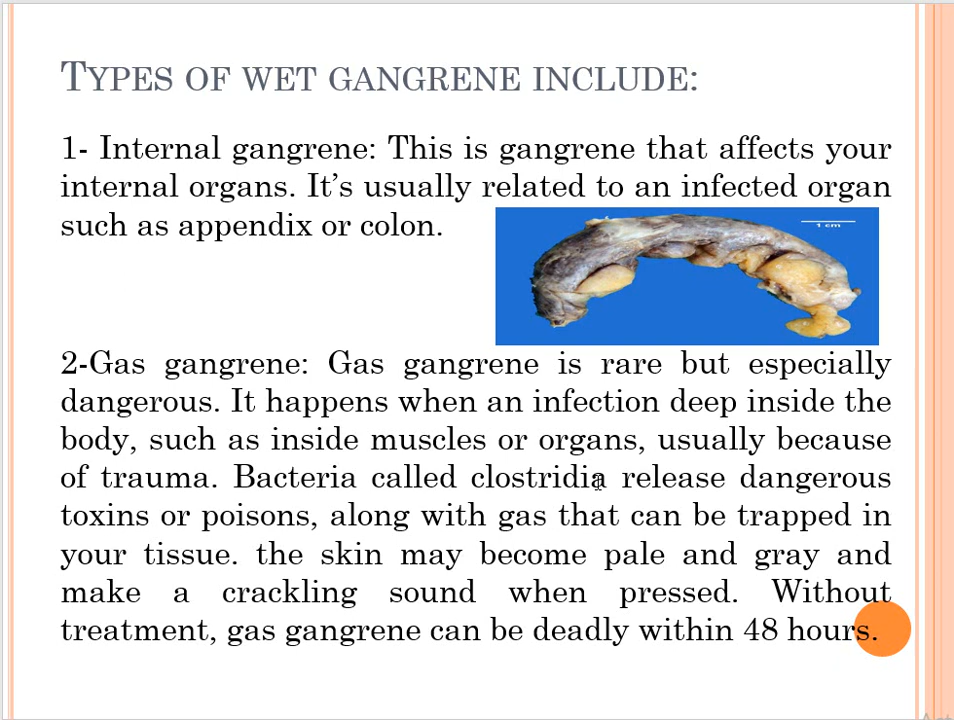 TYPES OF WET GANGRENE INCLUDE:
1- Internal gangrene: This is gangrene that affects your
internal organs. It’s usually related to an infected organ
such as appendix or colon.
1 cm
2-Gas gangrene: Gas gangrene is rare but especially
dangerous. It happens when an infection deep inside the
body, such as inside muscles or organs, usually because
of trauma. Bacteria called clostridia release dangerous
toxins or poisons, along with gas that can be trapped in
your tissue. the skin may become pale and gray and
make a crackling sound when pressed. Without
treatment, gas gangrene can be deadly within 48 hours.